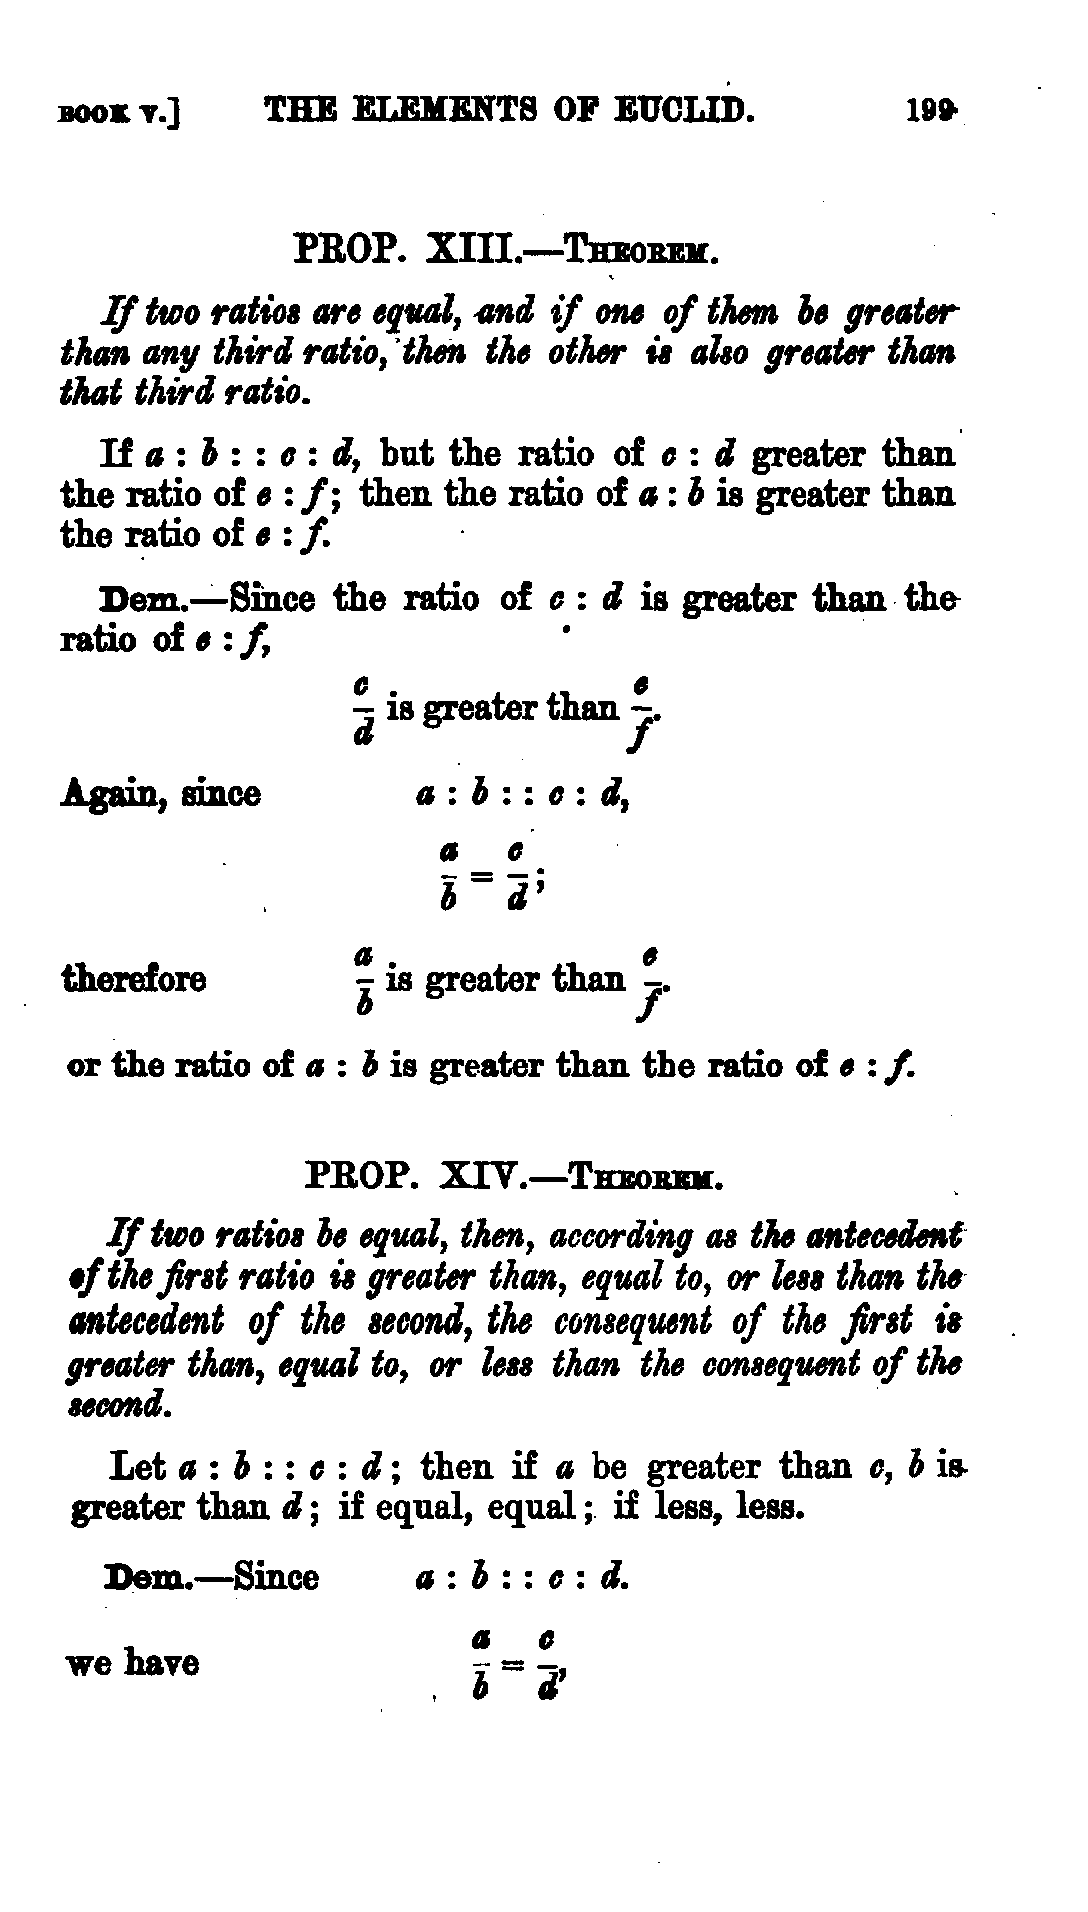 BOOK V.] THE ELEMENTS OF EUCLID. 199
PROP. XIII.—THEOREM.
If two ratios are equal, and if one of them be greater
than any third ratio, then the other is also greater than
that third ratio.
If a : b : : c : d, but the ratio of c : d greater than
the ratio of e : f; then the ratio of a : b is greater than
the ratio of e : f.
Dem.—Since the ratio of c : d is greater than the
ratio of e : f,
c/d is greater than e/f.
Again, since a : b : : c : d,
a/b = c/d;
therefore a/b is greater than e/f.
or the ratio of a : b is greater than the ratio of e : f.
PROP. XIV.—THEOREM.
If two ratios be equal, then, according as the antecedent
of the first ratio is greater than, equal to, or less than the
antecedent of the second, the consequent of the first is
greater than, equal to, or less than the consequent of the
second.
Let a : b : : c : d ; then if a be greater than c, b is
greater than d ; if equal, equal ; if less, less.
Dem.—Since a : b : : c : d.
we have a/b = c/d,